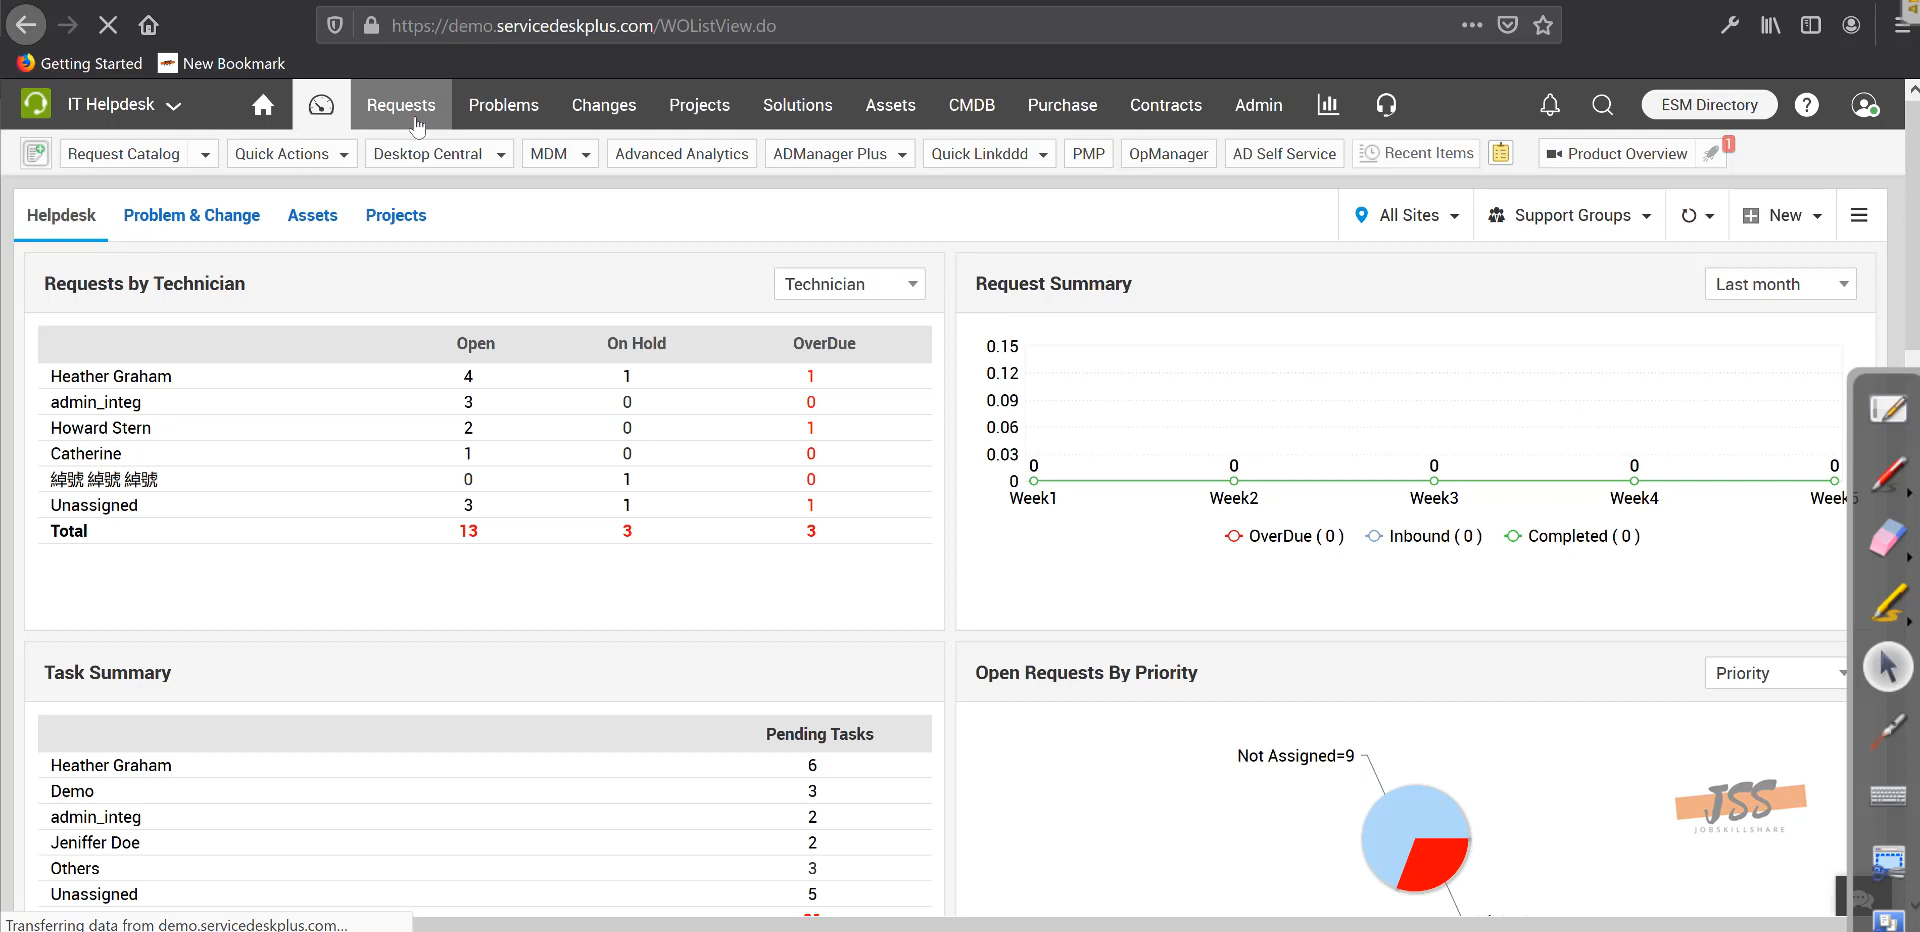 https://demo.servicedeskplus.com/WOListView.do
Getting Started New Bookmark
IT Helpdesk Requests Problems Changes Projects Solutions Assets CMDB Purchase Contracts Admin ESM Directory ?
Request Catalog Quick Actions Desktop Central MDM Advanced Analytics ADManager Plus Quick Linkddd PMP OpManager AD Self Service Recent Items Product Overview 1
Helpdesk Problem & Change Assets Projects All Sites Support Groups New
Requests by Technician Technician
Open On Hold OverDue
Heather Graham 4 1 1
admin_integ 3 0 0
Howard Stern 2 0 1
Catherine 1 0 0
綽號 綽號 綽號 0 1 0
Unassigned 3 1 1
Total 13 3 3
Request Summary Last month
0.15
0.12
0.09
0.06
0.03
0 0 0 0 0
0
Week1 Week2 Week3 Week4 Week5
OverDue ( 0 ) Inbound ( 0 ) Completed ( 0 )
Task Summary
Pending Tasks
Heather Graham 6
Demo 3
admin_integ 2
Jeniffer Doe 2
Others 3
Unassigned 5
Open Requests By Priority Priority
Not Assigned=9
JSS
JOBSKILLSHARE
Transferring data from demo.servicedeskplus.com...